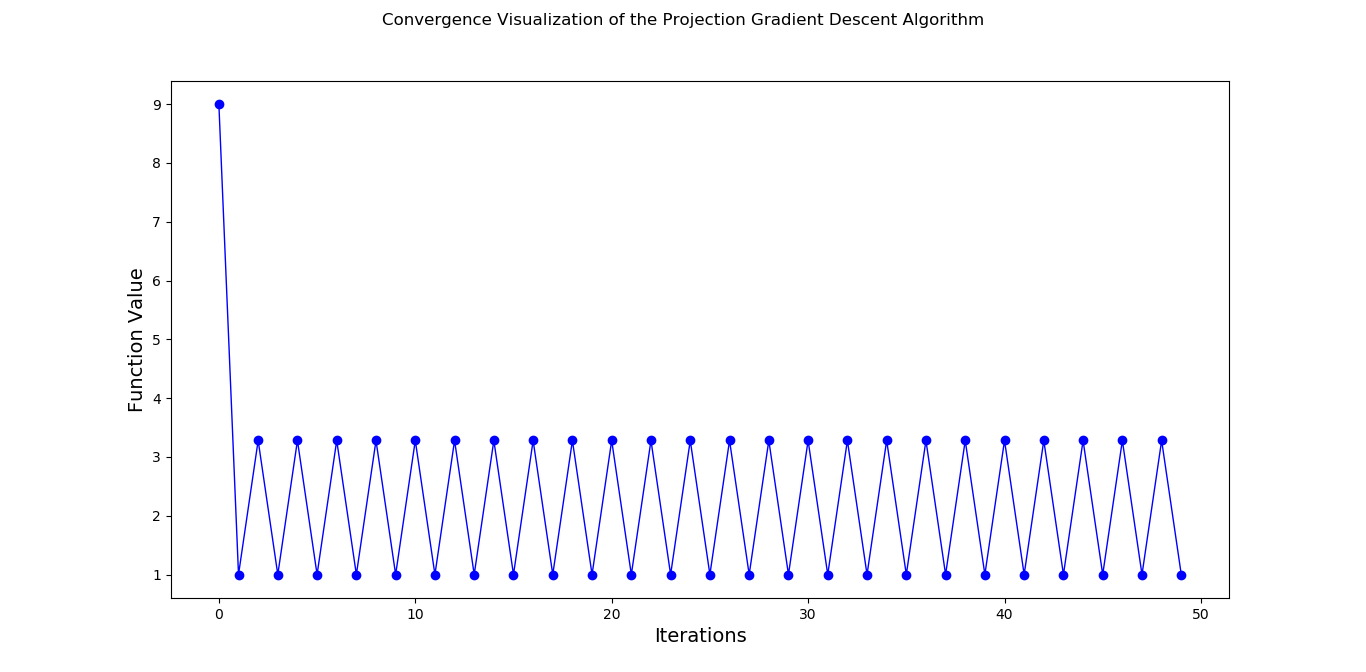 Convergence Visualization of the Projection Gradient Descent Algorithm
9
8
7
6
5
4
3
2
1
Function Value
0 10 20 30 40 50
Iterations